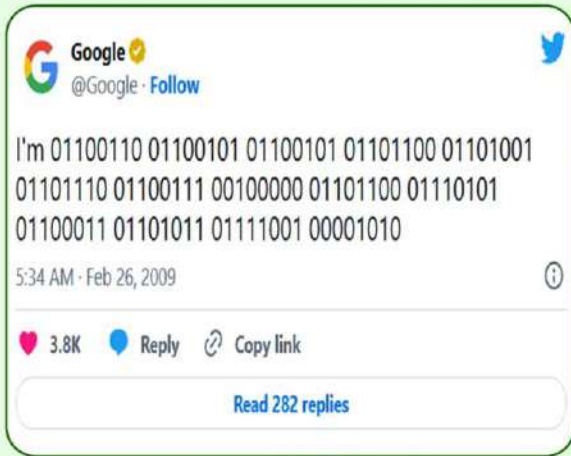 Google
@Google · Follow
I'm 01100110 01100101 01100101 01101100 01101001
01101110 01100111 00100000 01101100 01110101
01100011 01101011 01111001 00001010
5:34 AM · Feb 26, 2009
3.8K Reply Copy link
Read 282 replies